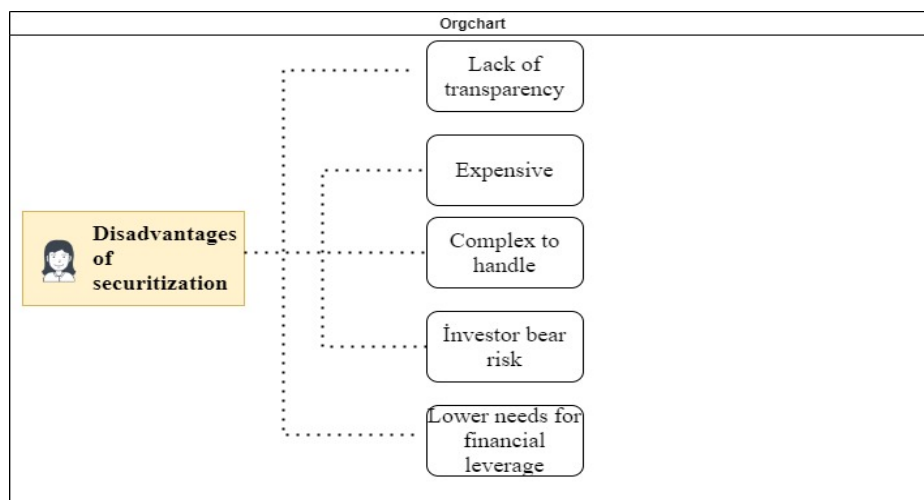 Orgchart
Lack of
transparency
Expensive
Disadvantages
of
securitization
Complex to
handle
İnvestor bear
risk
Lower needs for
financial
leverage